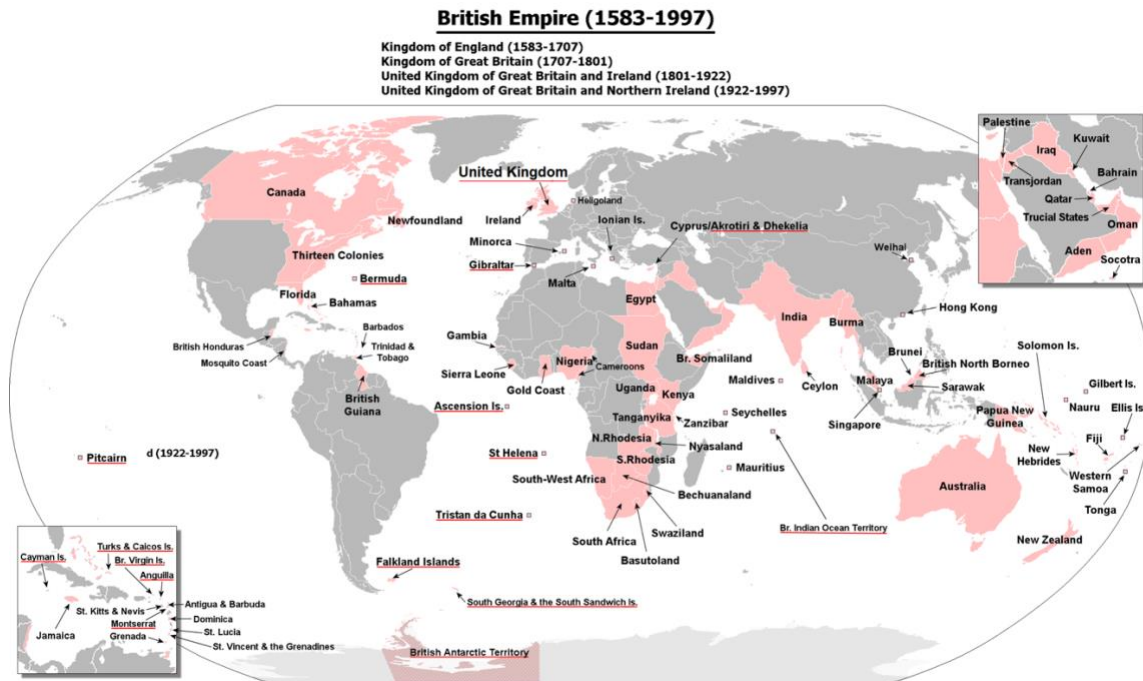 British Empire (1583-1997)
Kingdom of England (1583-1707)
Kingdom of Great Britain (1707-1801)
United Kingdom of Great Britain and Ireland (1801-1922)
United Kingdom of Great Britain and Northern Ireland (1922-1997)
Palestine
Iraq
Kuwait
Transjordan
Bahrain
Qatar
Trucial States
Oman
Aden
Socotra
Canada
United Kingdom
Heligoland
Newfoundland
Ireland
Ionian Is.
Cyprus/Akrotiri & Dhekelia
Minorca
Weihai
Thirteen Colonies
Gibraltar
Malta
Bermuda
Florida
Bahamas
Egypt
Hong Kong
India
Burma
Barbados
British Honduras
Trinidad &
Tobago
Mosquito Coast
Gambia
Sierra Leone
Gold Coast
Nigeria
Cameroons
Sudan
Br. Somaliland
Brunei
British North Borneo
Solomon Is.
British
Guiana
Uganda
Kenya
Maldives
Ceylon
Malaya
Sarawak
Singapore
Gilbert Is.
Nauru
Ellis Is
Ascension Is.
Tanganyika
Zanzibar
Seychelles
Papua New
Guinea
N.Rhodesia
Nyasaland
Fiji
New
Hebrides
Western
Samoa
Tonga
Pitcairn
d (1922-1997)
St Helena
S.Rhodesia
Mauritius
South-West Africa
Bechuanaland
Australia
Tristan da Cunha
Swaziland
South Africa
Basutoland
Br. Indian Ocean Territory
New Zealand
Falkland Islands
South Georgia & the South Sandwich Is.
British Antarctic Territory
Turks & Caicos Is.
Cayman Is.
Br. Virgin Is.
Anguilla
St. Kitts & Nevis
Antigua & Barbuda
Montserrat
Dominica
Jamaica
Grenada
St. Lucia
St. Vincent & the Grenadines